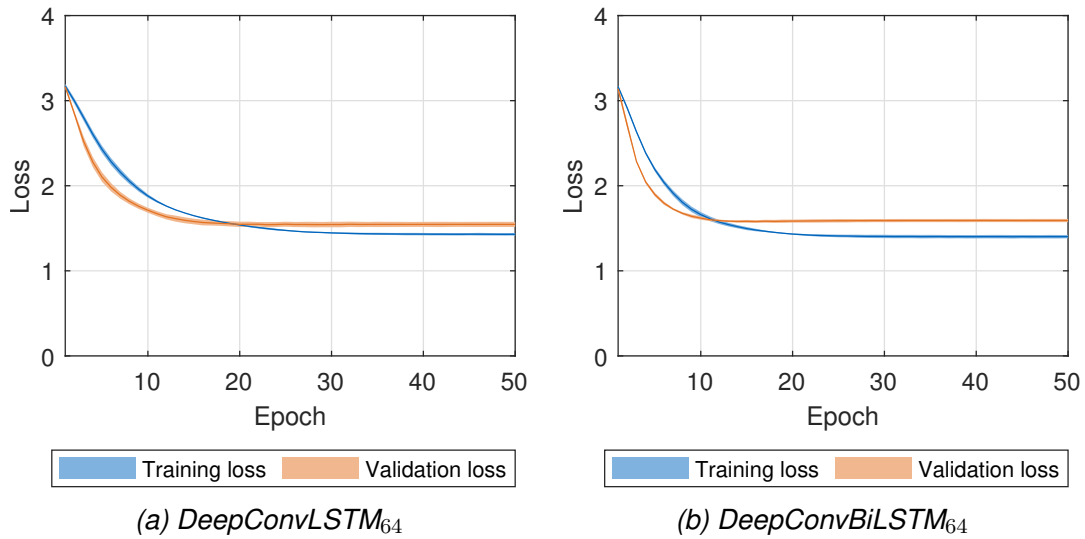 4
3
2
1
0
Loss
10 20 30 40 50
Epoch
Training loss Validation loss
(a) DeepConvLSTM₆₄
4
3
2
1
0
Loss
10 20 30 40 50
Epoch
Training loss Validation loss
(b) DeepConvBiLSTM₆₄